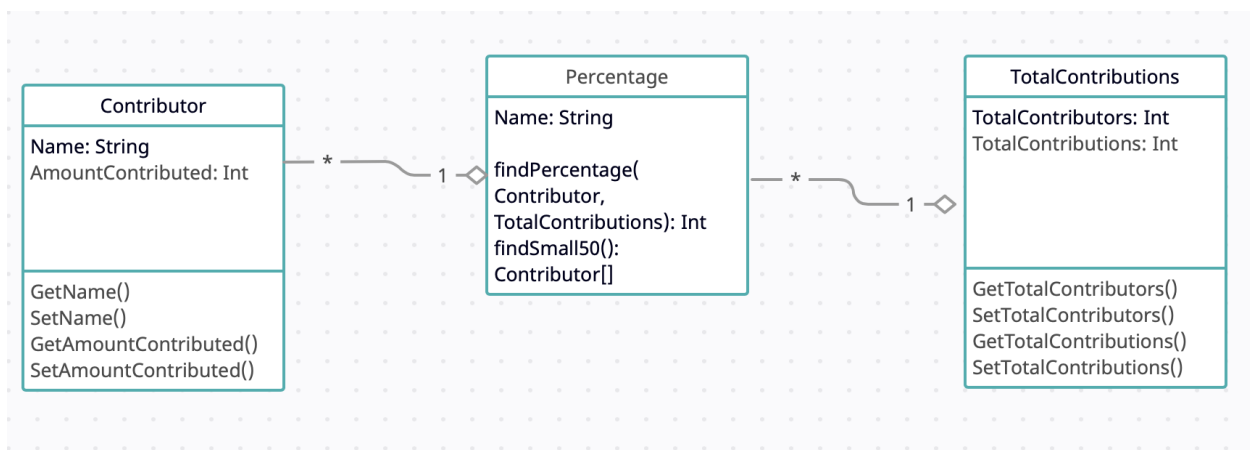 Contributor
Name: String
AmountContributed: Int
GetName()
SetName()
GetAmountContributed()
SetAmountContributed()
*
1
Percentage
Name: String
findPercentage(
Contributor,
TotalContributions): Int
findSmall50():
Contributor[]
*
1
TotalContributions
TotalContributors: Int
TotalContributions: Int
GetTotalContributors()
SetTotalContributors()
GetTotalContributions()
SetTotalContributions()